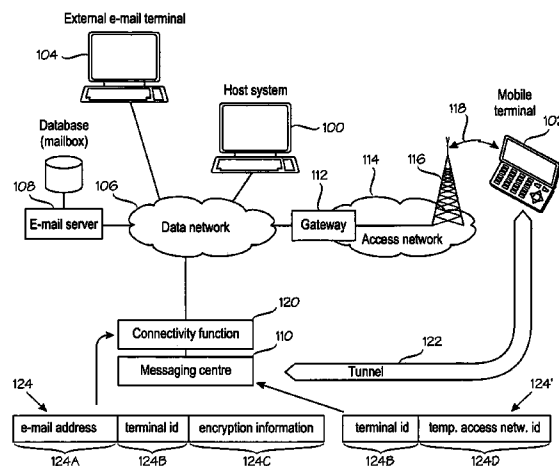 External e-mail terminal
104
Host system
Mobile
terminal
118
102
Database
(mailbox)
100
114
116
106
112
108
E-mail server
Data network
Gateway
Access network
120
Connectivity function
110
122
Messaging centre
Tunnel
124
124'
e-mail address
terminal id
encryption information
terminal id
temp. access netw. id
124A
124B
124C
124B
124D